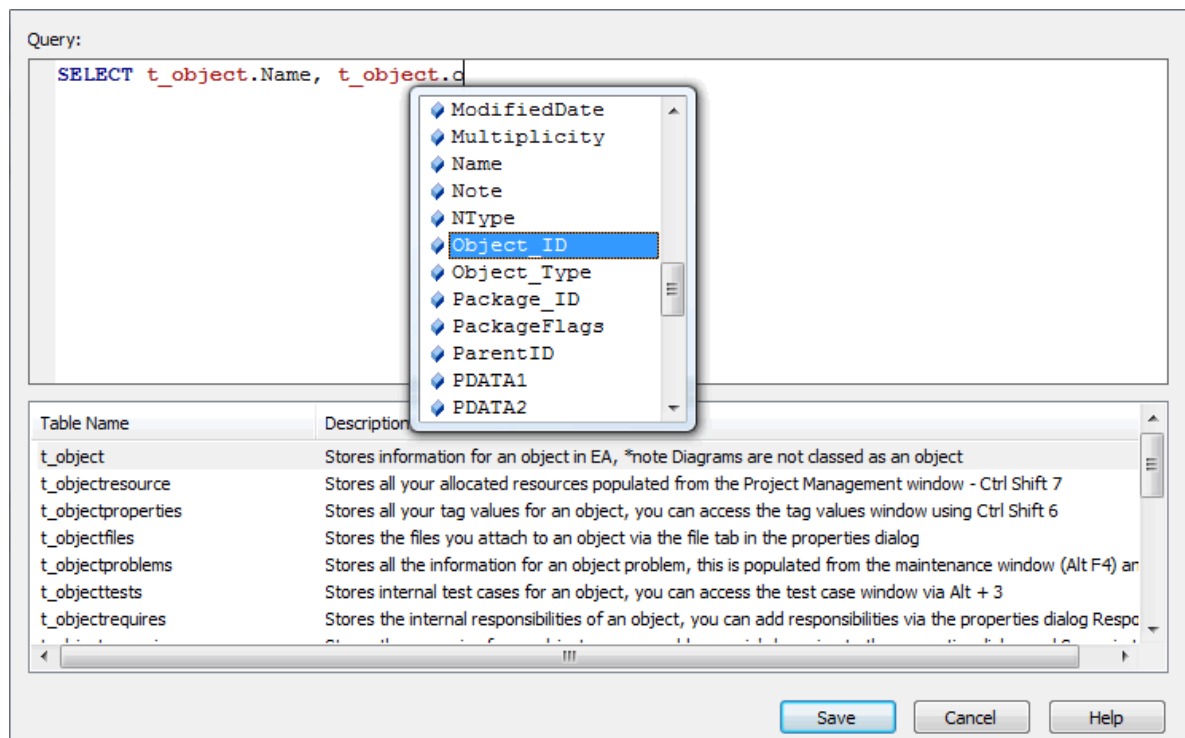 Query:
SELECT t_object.Name, t_object.o
ModifiedDate
Multiplicity
Name
Note
NType
Object_ID
Object_Type
Package_ID
PackageFlags
ParentID
PDATA1
PDATA2
Table Name Description
t_object Stores information for an object in EA, *note Diagrams are not classed as an object
t_objectresource Stores all your allocated resources populated from the Project Management window - Ctrl Shift 7
t_objectproperties Stores all your tag values for an object, you can access the tag values window using Ctrl Shift 6
t_objectfiles Stores the files you attach to an object via the file tab in the properties dialog
t_objectproblems Stores all the information for an object problem, this is populated from the maintenance window (Alt F4) an
t_objecttests Stores internal test cases for an object, you can access the test case window via Alt + 3
t_objectrequires Stores the internal responsibilities of an object, you can add responsibilities via the properties dialog Respo
Save Cancel Help